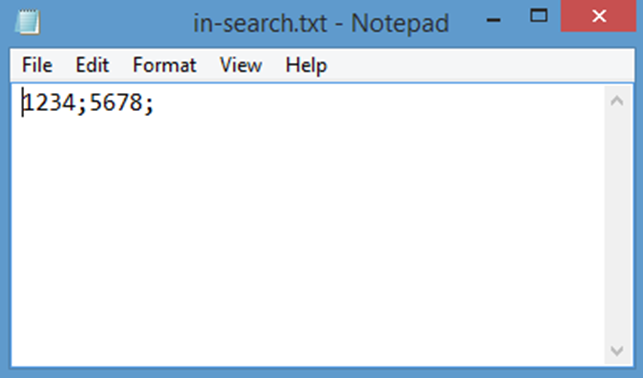 in-search.txt - Notepad
File Edit Format View Help
1234;5678;